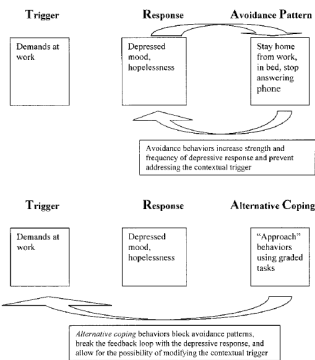 Trigger Response Avoidance Pattern
Demands at
work
Depressed
mood,
hopelessness
Stay home
from work,
in bed, stop
answering
phone
Avoidance behaviors increase strength and
frequency of depressive response and prevent
addressing the contextual trigger
Trigger Response Alternative Coping
Demands at
work
Depressed
mood,
hopelessness
“Approach”
behaviors
using graded
tasks
Alternative coping behaviors block avoidance patterns,
break the feedback loop with the depressive response, and
allow for the possibility of modifying the contextual trigger